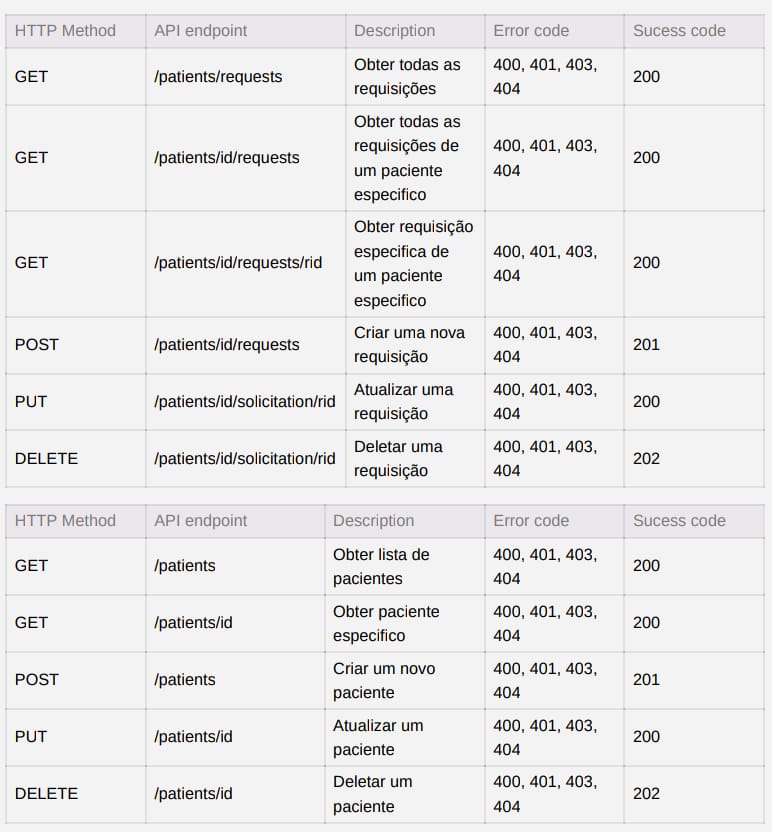 HTTP Method API endpoint Description Error code Sucess code
GET /patients/requests Obter todas as requisições 400, 401, 403, 404 200
GET /patients/id/requests Obter todas as requisições de um paciente especifico 400, 401, 403, 404 200
GET /patients/id/requests/rid Obter requisição especifica de um paciente especifico 400, 401, 403, 404 200
POST /patients/id/requests Criar uma nova requisição 400, 401, 403, 404 201
PUT /patients/id/solicitation/rid Atualizar uma requisição 400, 401, 403, 404 200
DELETE /patients/id/solicitation/rid Deletar uma requisição 400, 401, 403, 404 202
HTTP Method API endpoint Description Error code Sucess code
GET /patients Obter lista de pacientes 400, 401, 403, 404 200
GET /patients/id Obter paciente especifico 400, 401, 403, 404 200
POST /patients Criar um novo paciente 400, 401, 403, 404 201
PUT /patients/id Atualizar um paciente 400, 401, 403, 404 200
DELETE /patients/id Deletar um paciente 400, 401, 403, 404 202